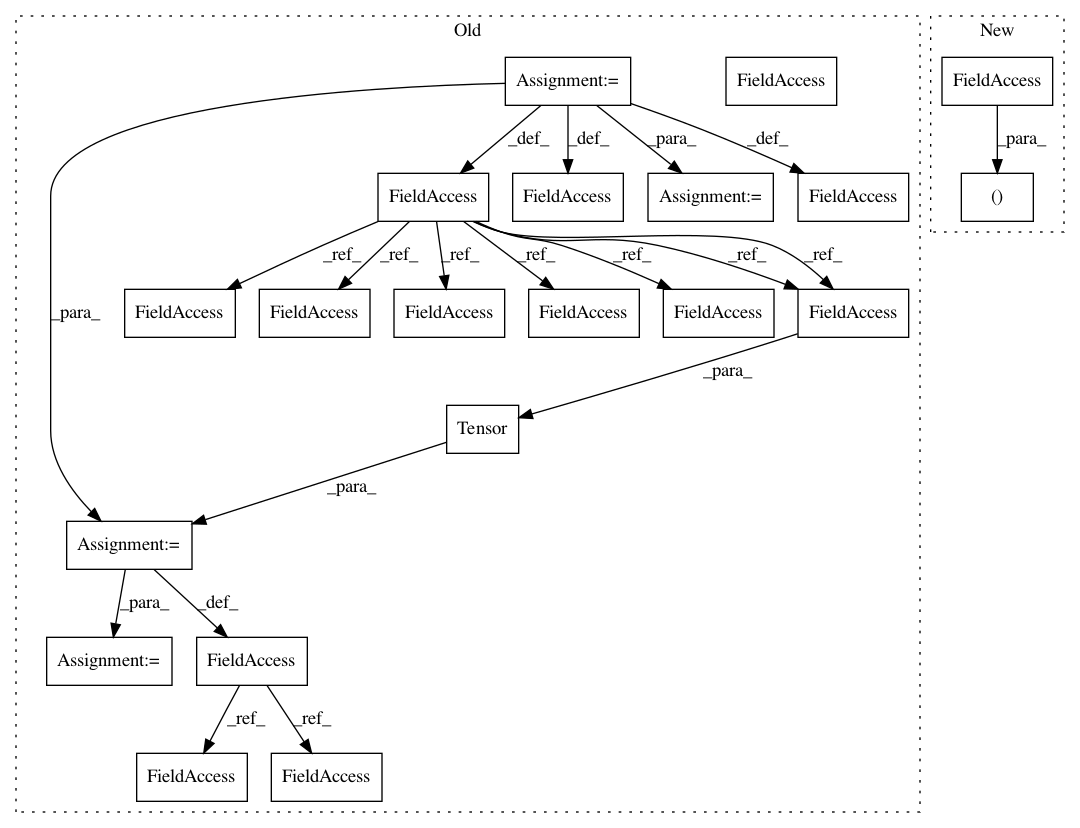 Old
New
Assignment:=
FieldAccess
FieldAccess
_def_
_def_
_para_
_def_
_para_
FieldAccess
FieldAccess
Assignment:=
FieldAccess
()
_ref_
_ref_
_ref_
_ref_
_ref_
_ref_
_ref_
_para_
FieldAccess
FieldAccess
FieldAccess
FieldAccess
FieldAccess
FieldAccess
_para_
Tensor
_para_
Assignment:=
_para_
_def_
Assignment:=
FieldAccess
_ref_
_ref_
FieldAccess
FieldAccess